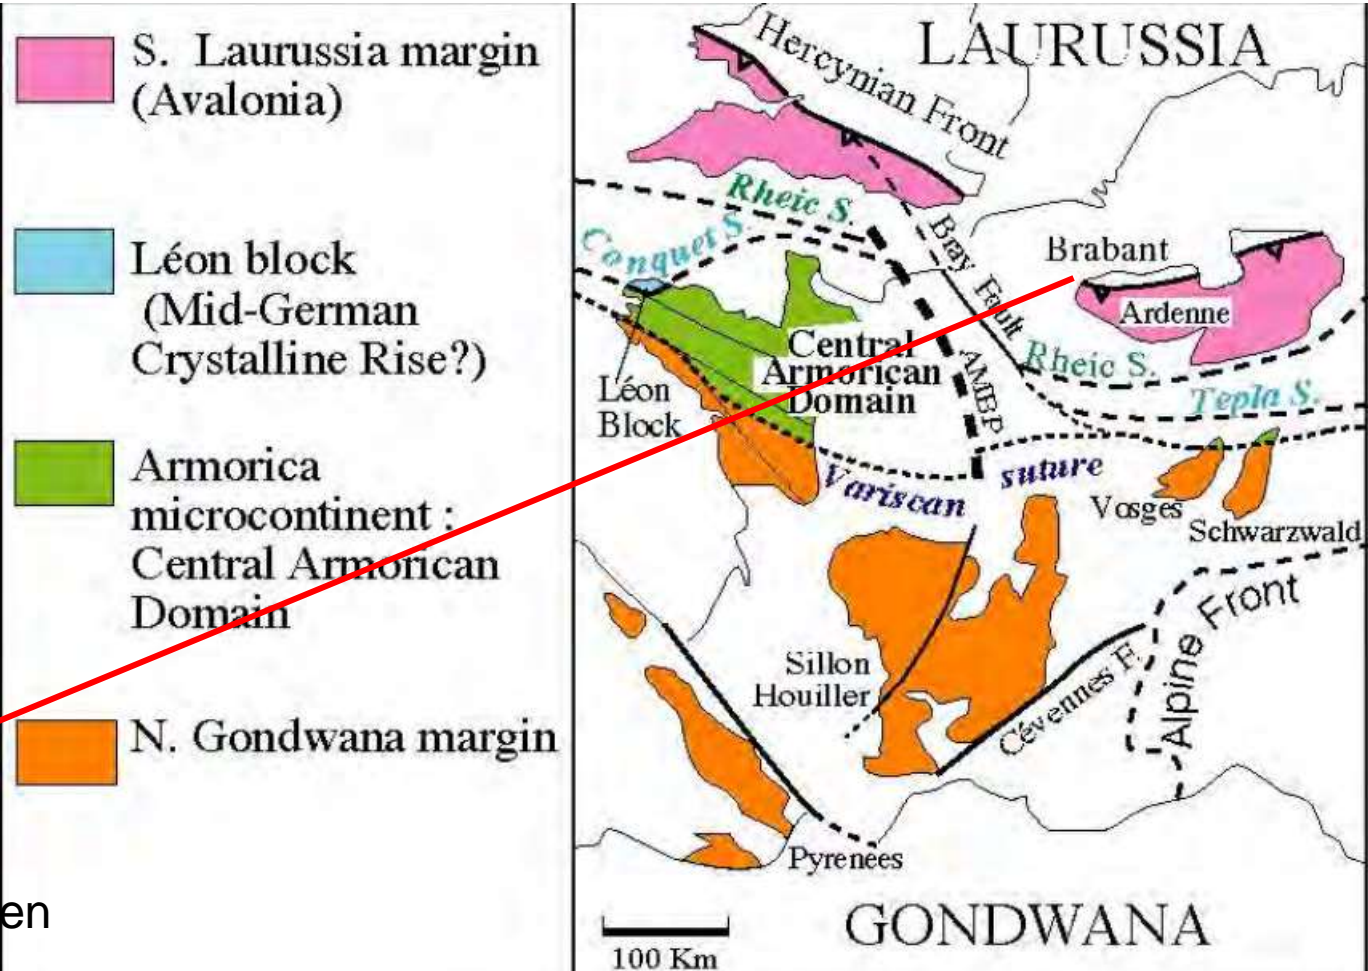 S. Laurussia margin
(Avalonia)
Léon block
(Mid-German
Crystalline Rise?)
Armorica
microcontinent :
Central Armorican
Domain
N. Gondwana margin
en
LAURUSSIA
Hercynian Front
Rheic S.
Conquet S.
Bray Fault
Brabant
Ardenne
Central
Armorican
Domain
AMBP
Rheic S.
Tepla S.
Léon
Block
Variscan suture
Vosges
Schwarzwald
Sillon
Houiller
Cévennes F.
Alpine Front
Pyrenees
GONDWANA
100 Km